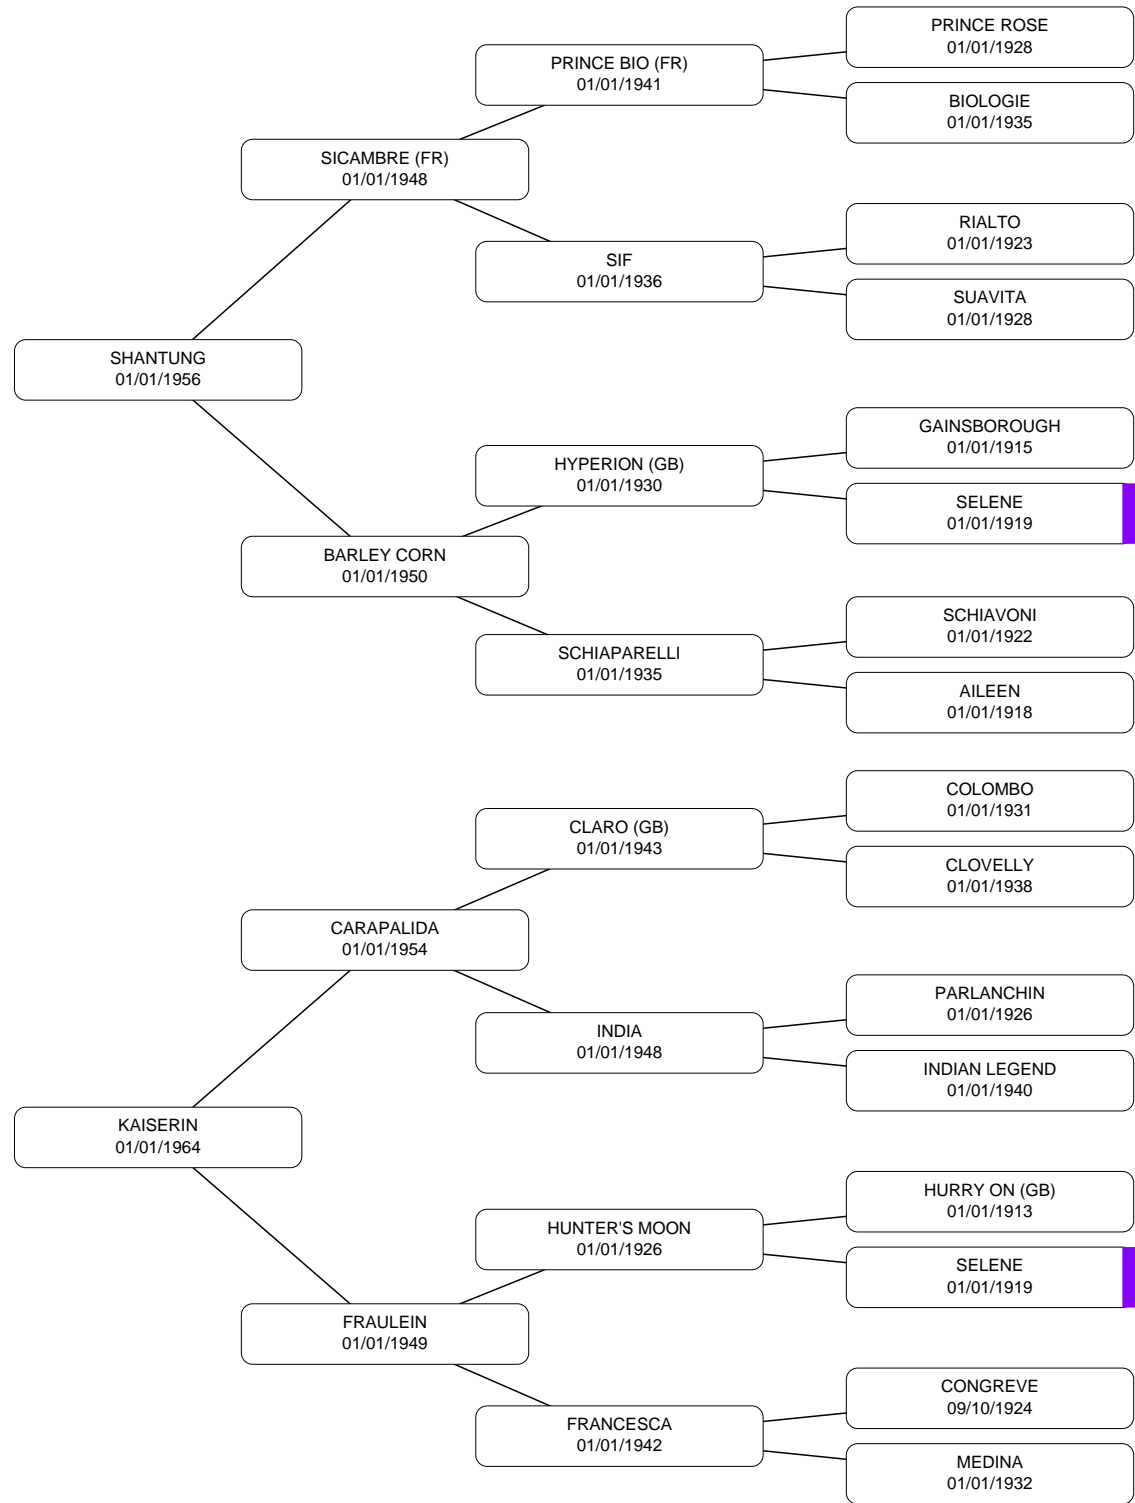 PRINCE ROSE
01/01/1928
PRINCE BIO (FR)
01/01/1941
BIOLOGIE
01/01/1935
SICAMBRE (FR)
01/01/1948
RIALTO
01/01/1923
SIF
01/01/1936
SUAVITA
01/01/1928
SHANTUNG
01/01/1956
GAINSBOROUGH
01/01/1915
HYPERION (GB)
01/01/1930
SELENE
01/01/1919
BARLEY CORN
01/01/1950
SCHIAVONI
01/01/1922
SCHIAPARELLI
01/01/1935
AILEEN
01/01/1918
COLOMBO
01/01/1931
CLARO (GB)
01/01/1943
CLOVELLY
01/01/1938
CARAPALIDA
01/01/1954
PARLANCHIN
01/01/1926
INDIA
01/01/1948
INDIAN LEGEND
01/01/1940
KAISERIN
01/01/1964
HURRY ON (GB)
01/01/1913
HUNTER'S MOON
01/01/1926
SELENE
01/01/1919
FRAULEIN
01/01/1949
CONGREVE
09/10/1924
FRANCESCA
01/01/1942
MEDINA
01/01/1932